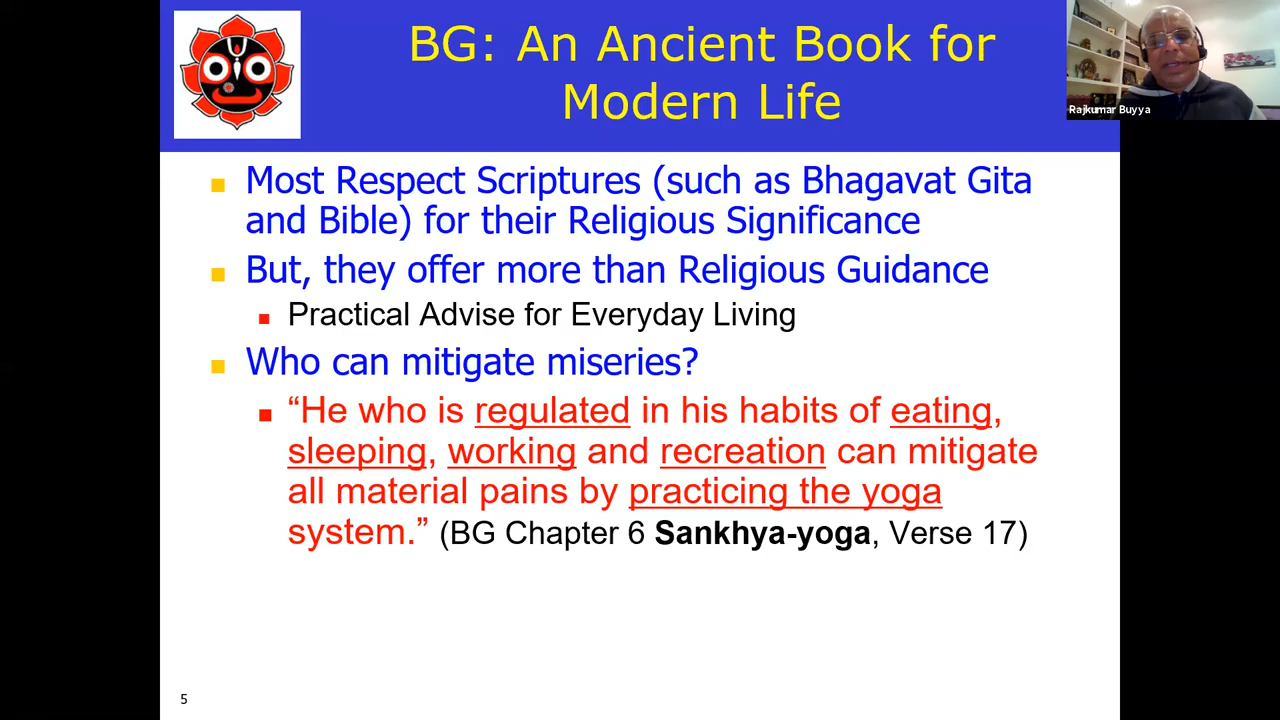 BG: An Ancient Book for
Modern Life
Rajkumar Buyya
Most Respect Scriptures (such as Bhagavat Gita
and Bible) for their Religious Significance
But, they offer more than Religious Guidance
Practical Advise for Everyday Living
Who can mitigate miseries?
“He who is regulated in his habits of eating,
sleeping, working and recreation can mitigate
all material pains by practicing the yoga
system.” (BG Chapter 6 Sankhya-yoga, Verse 17)
5